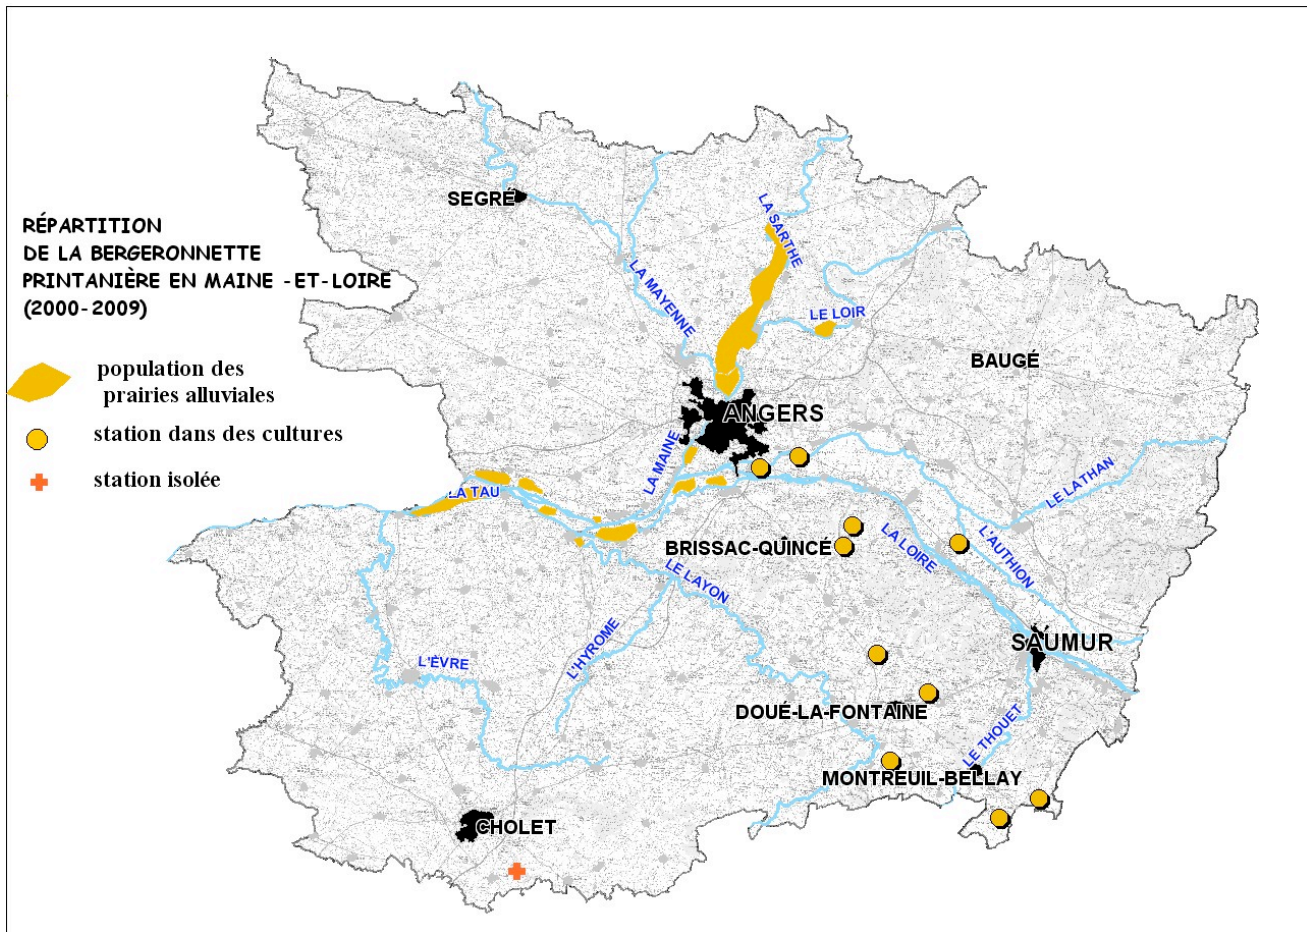 RÉPARTITION
DE LA BERGERONNETTE
PRINTANIÈRE EN MAINE -ET-LOIRE
(2000-2009)
population des
prairies alluviales
station dans des cultures
station isolée
SEGRÉ
LA SARTHE
LA MAYENNE
LE LOIR
BAUGÉ
ANGERS
LA MAINE
LA TAU
LE LATHAN
BRISSAC-QUINCÉ
LA LOIRE
L'AUTHION
LE LAYON
L'HYROME
L'ÈVRE
SAUMUR
DOUÉ-LA-FONTAINE
LE THOUET
MONTREUIL-BELLAY
CHOLET